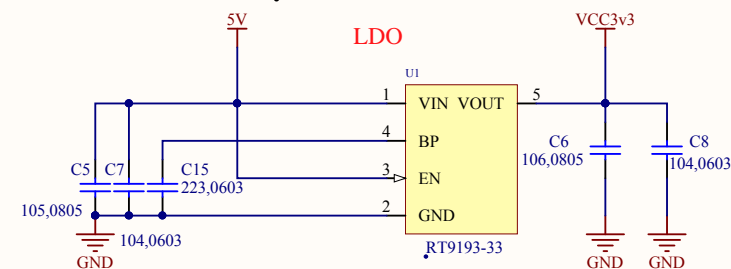 5V
LDO
VCC3v3
U1
1
VIN
VOUT
5
4
BP
C5
C7
C15
223,0603
3
EN
C6
106,0805
C8
104,0603
105,0805
2
GND
104,0603
RT9193-33
GND
GND
GND